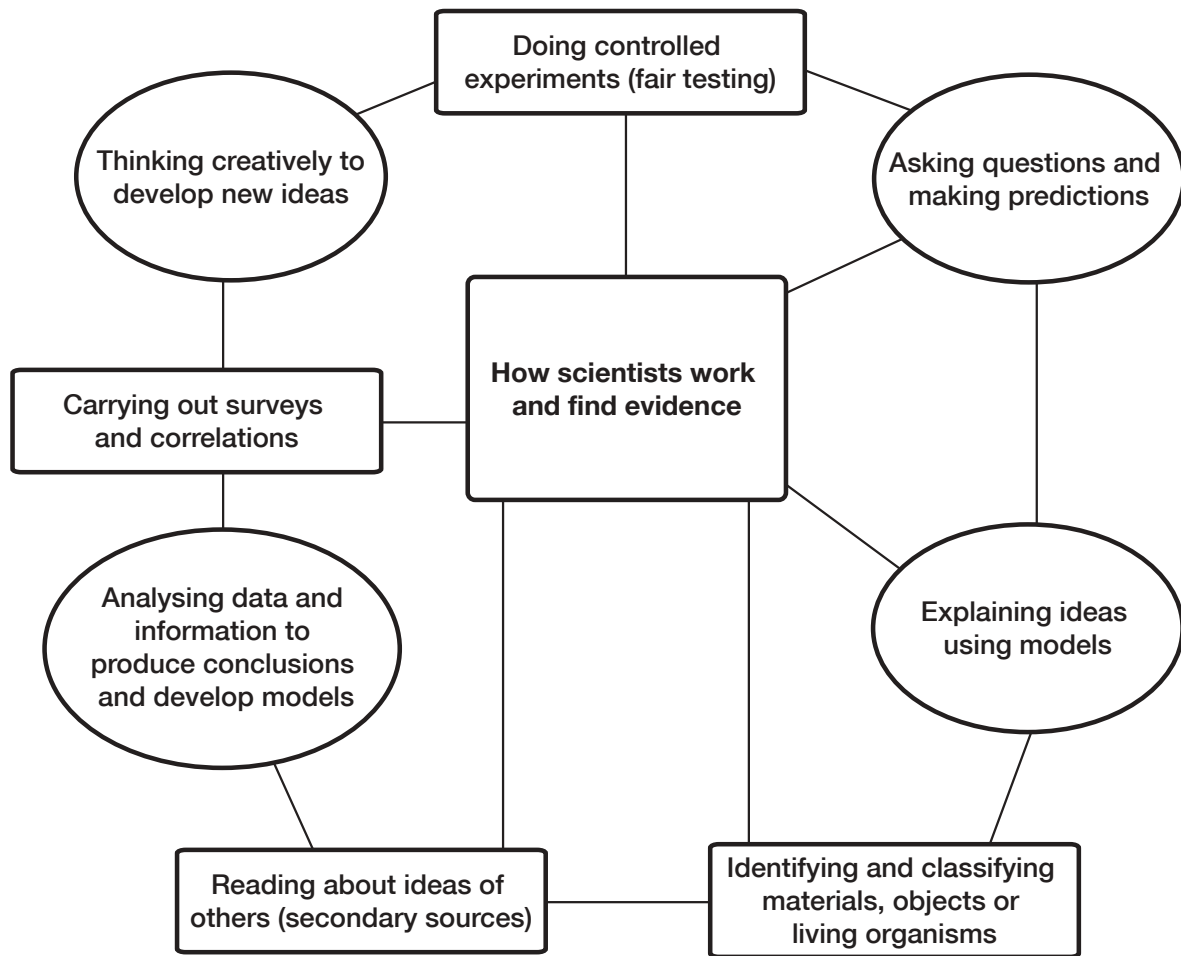 Doing controlled
experiments (fair testing)
Thinking creatively to
develop new ideas
Asking questions and
making predictions
How scientists work
and find evidence
Carrying out surveys
and correlations
Analysing data and
information to
produce conclusions
and develop models
Explaining ideas
using models
Reading about ideas of
others (secondary sources)
Identifying and classifying
materials, objects or
living organisms